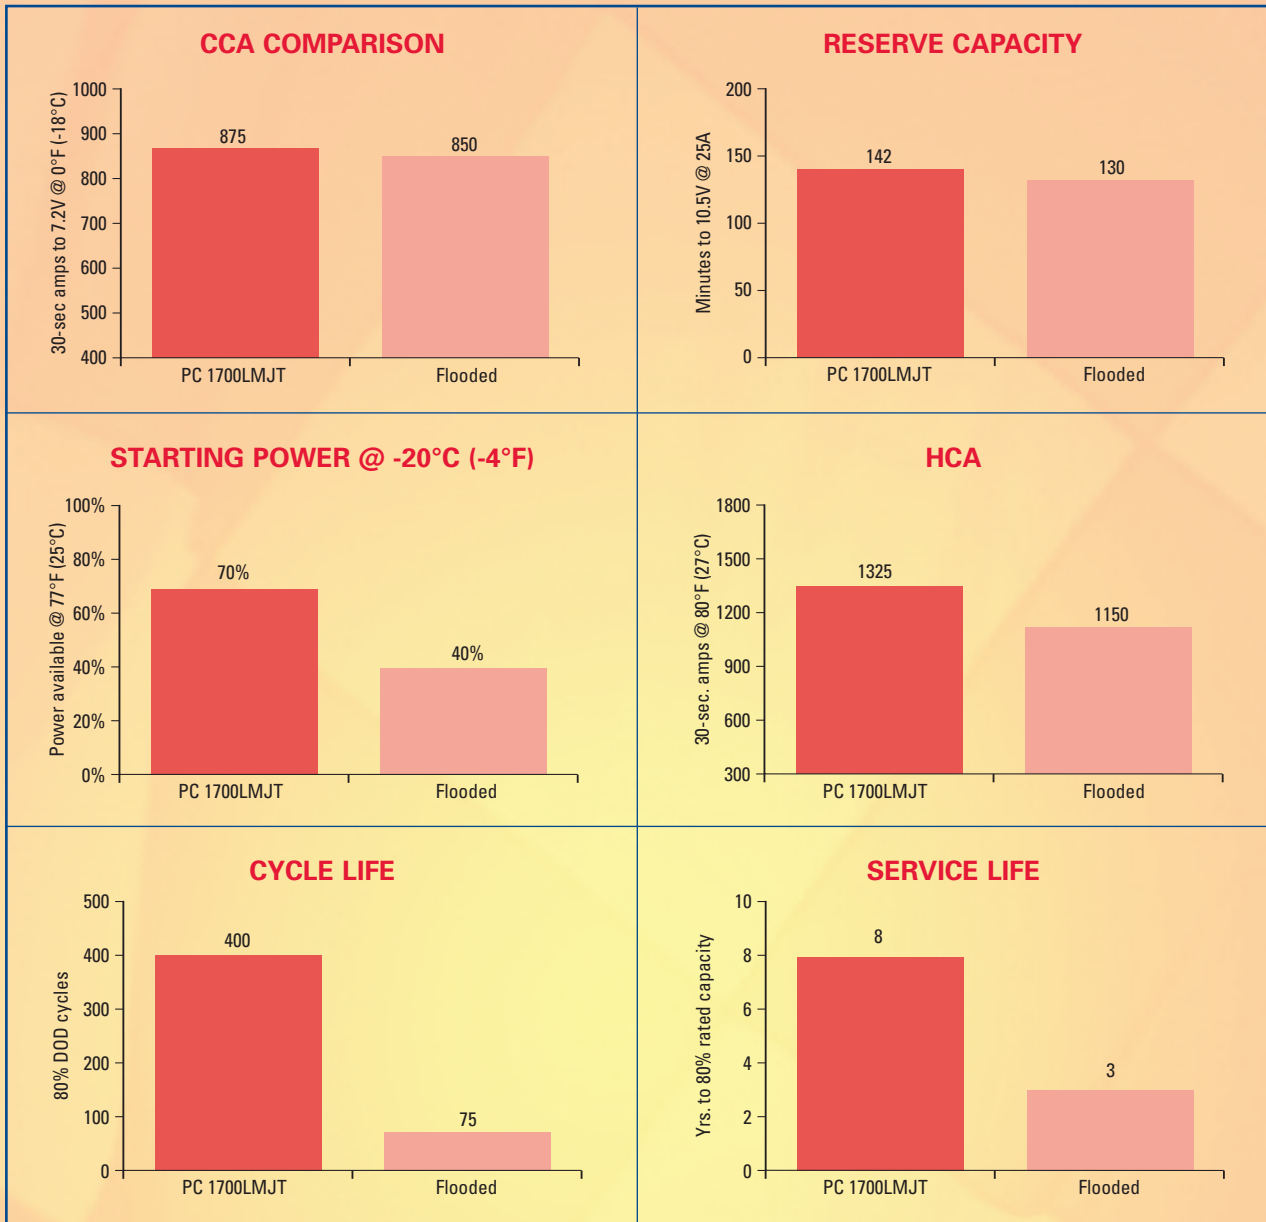 CCA COMPARISON
30-sec amps to 7.2V @ 0°F (-18°C)
1000
900
800
700
600
500
400
875
850
PC 1700LMJT
Flooded
RESERVE CAPACITY
Minutes to 10.5V @ 25A
200
150
100
50
0
142
130
PC 1700LMJT
Flooded
STARTING POWER @ -20°C (-4°F)
Power available @ 77°F (25°C)
100%
80%
60%
40%
20%
0%
70%
40%
PC 1700LMJT
Flooded
HCA
30-sec. amps @ 80°F (27°C)
1800
1500
1200
900
600
300
1325
1150
PC 1700LMJT
Flooded
CYCLE LIFE
80% DOD cycles
500
400
300
200
100
0
400
75
PC 1700LMJT
Flooded
SERVICE LIFE
Yrs. to 80% rated capacity
10
8
6
4
2
0
8
3
PC 1700LMJT
Flooded